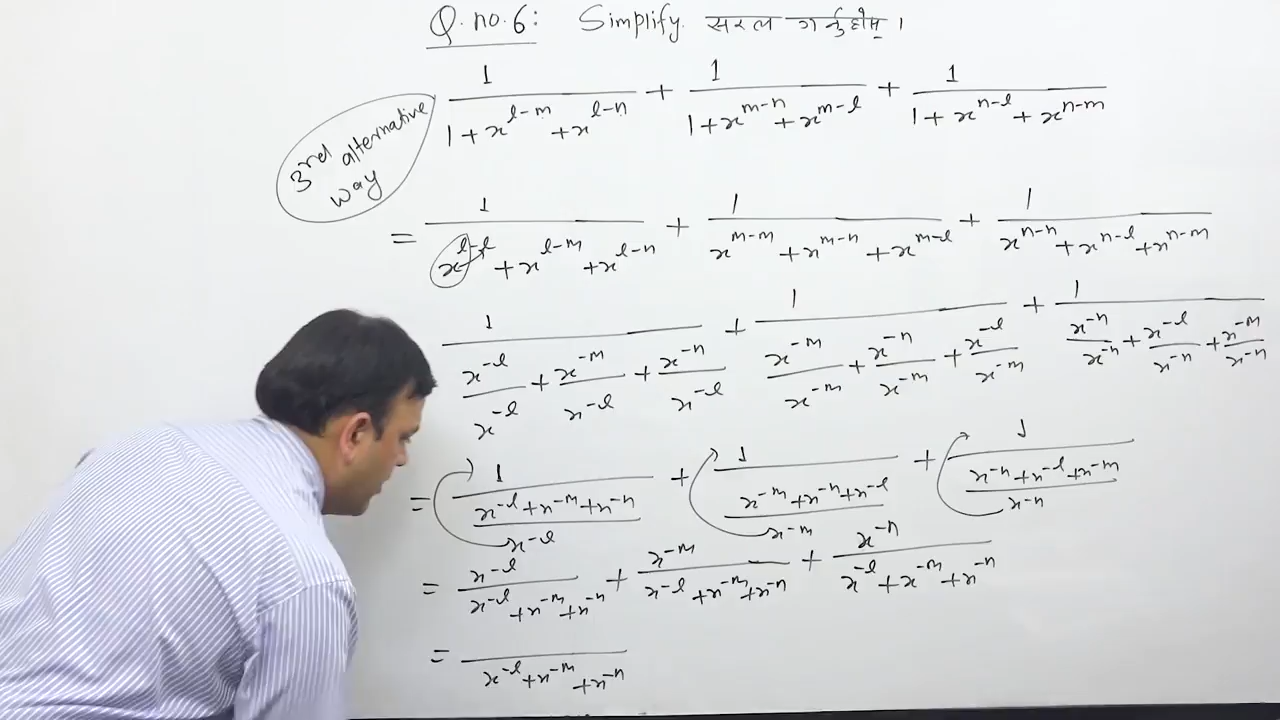 Q. no. 6: Simplify. सरल गर्नुहोस् ।
3rd alternative way
1/(1 + x^(l-m) + x^(l-n)) + 1/(1 + x^(m-n) + x^(m-l)) + 1/(1 + x^(n-l) + x^(n-m))
= 1/(x^(l-l) + x^(l-m) + x^(l-n)) + 1/(x^(m-m) + x^(m-n) + x^(m-l)) + 1/(x^(n-n) + x^(n-l) + x^(n-m))
1/(x^(-l)/x^(-l) + x^(-m)/x^(-l) + x^(-n)/x^(-l)) + 1/(x^(-m)/x^(-m) + x^(-n)/x^(-m) + x^(-l)/x^(-m)) + 1/(x^(-n)/x^(-n) + x^(-l)/x^(-n) + x^(-m)/x^(-n))
= 1/((x^(-l) + x^(-m) + x^(-n))/x^(-l)) + 1/((x^(-m) + x^(-n) + x^(-l))/x^(-m)) + 1/((x^(-n) + x^(-l) + x^(-m))/x^(-n))
= x^(-l)/(x^(-l) + x^(-m) + x^(-n)) + x^(-m)/(x^(-l) + x^(-m) + x^(-n)) + x^(-n)/(x^(-l) + x^(-m) + x^(-n))
= /(x^(-l) + x^(-m) + x^(-n))